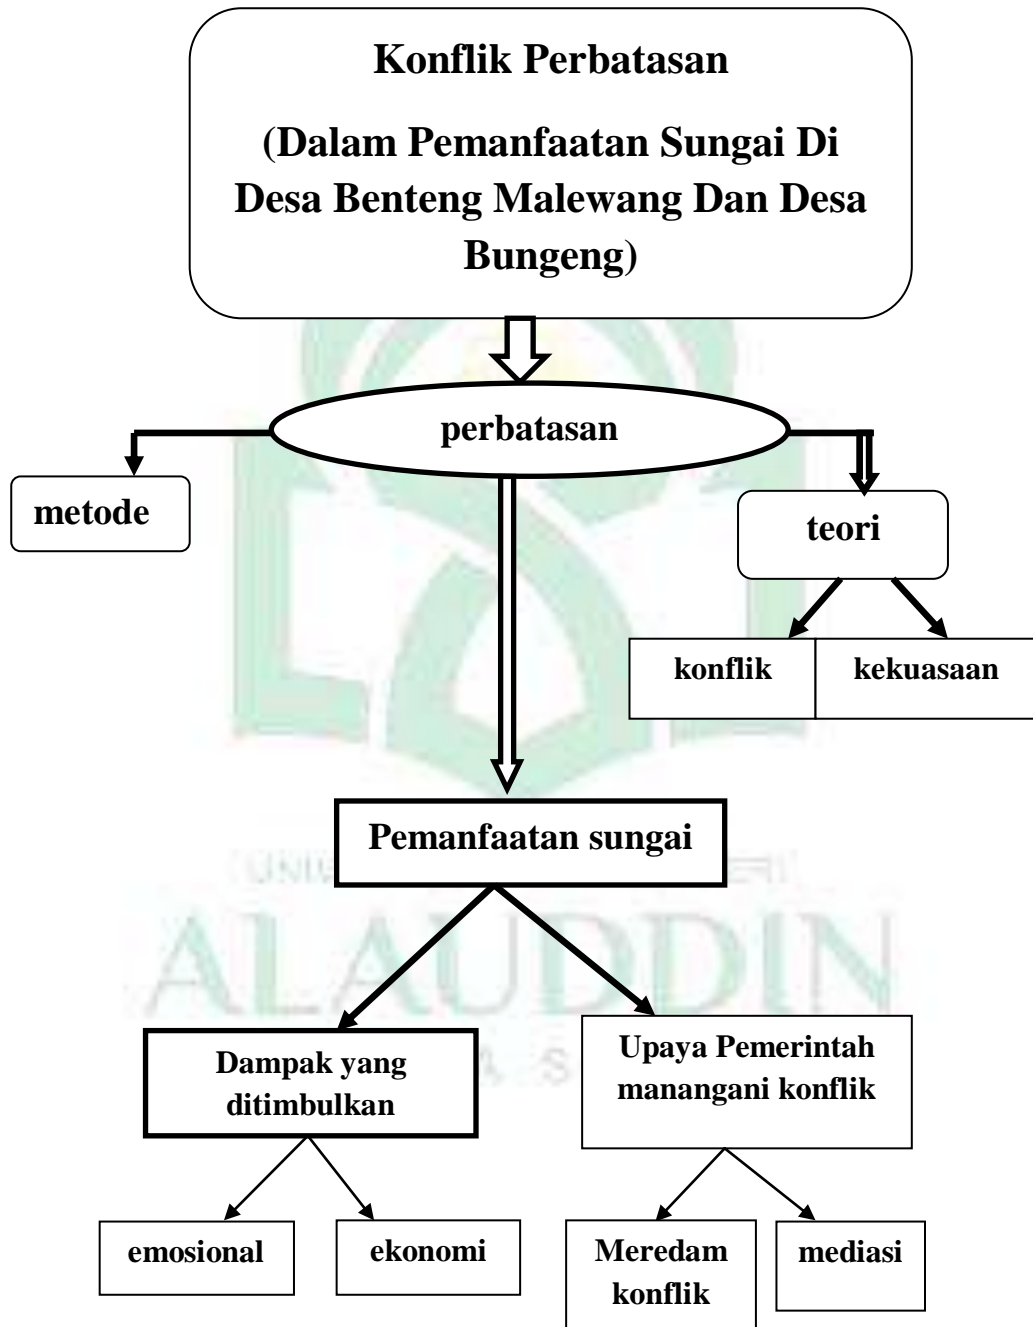 Konflik Perbatasan
(Dalam Pemanfaatan Sungai Di
Desa Benteng Malewang Dan Desa
Bungeng)
perbatasan
metode
teori
konflik
kekuasaan
Pemanfaatan sungai
ALAUDDIN
Dampak yang
ditimbulkan
Upaya Pemerintah
manangani konflik
emosional
ekonomi
Meredam
konflik
mediasi